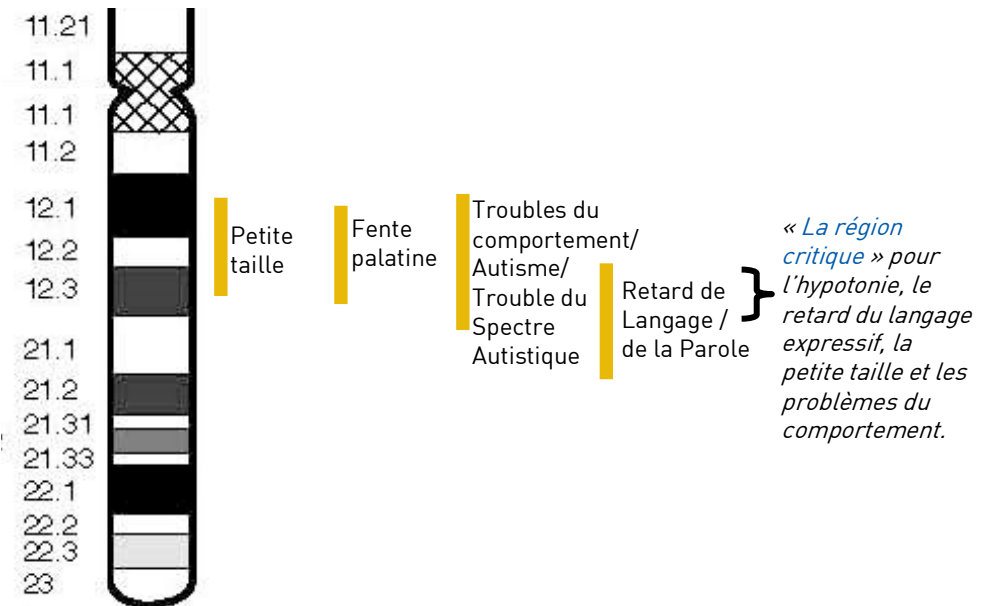 11.21
11.1
11.1
11.2
12.1
12.2
12.3
21.1
21.2
21.31
21.33
22.1
22.2
22.3
23
Petite
taille
Fente
palatine
Troubles du
comportement/
Autisme/
Trouble du
Spectre
Autistique
Retard de
Langage /
de la Parole
« La région
critique » pour
l'hypotonie, le
retard du langage
expressif, la
petite taille et les
problèmes du
comportement.